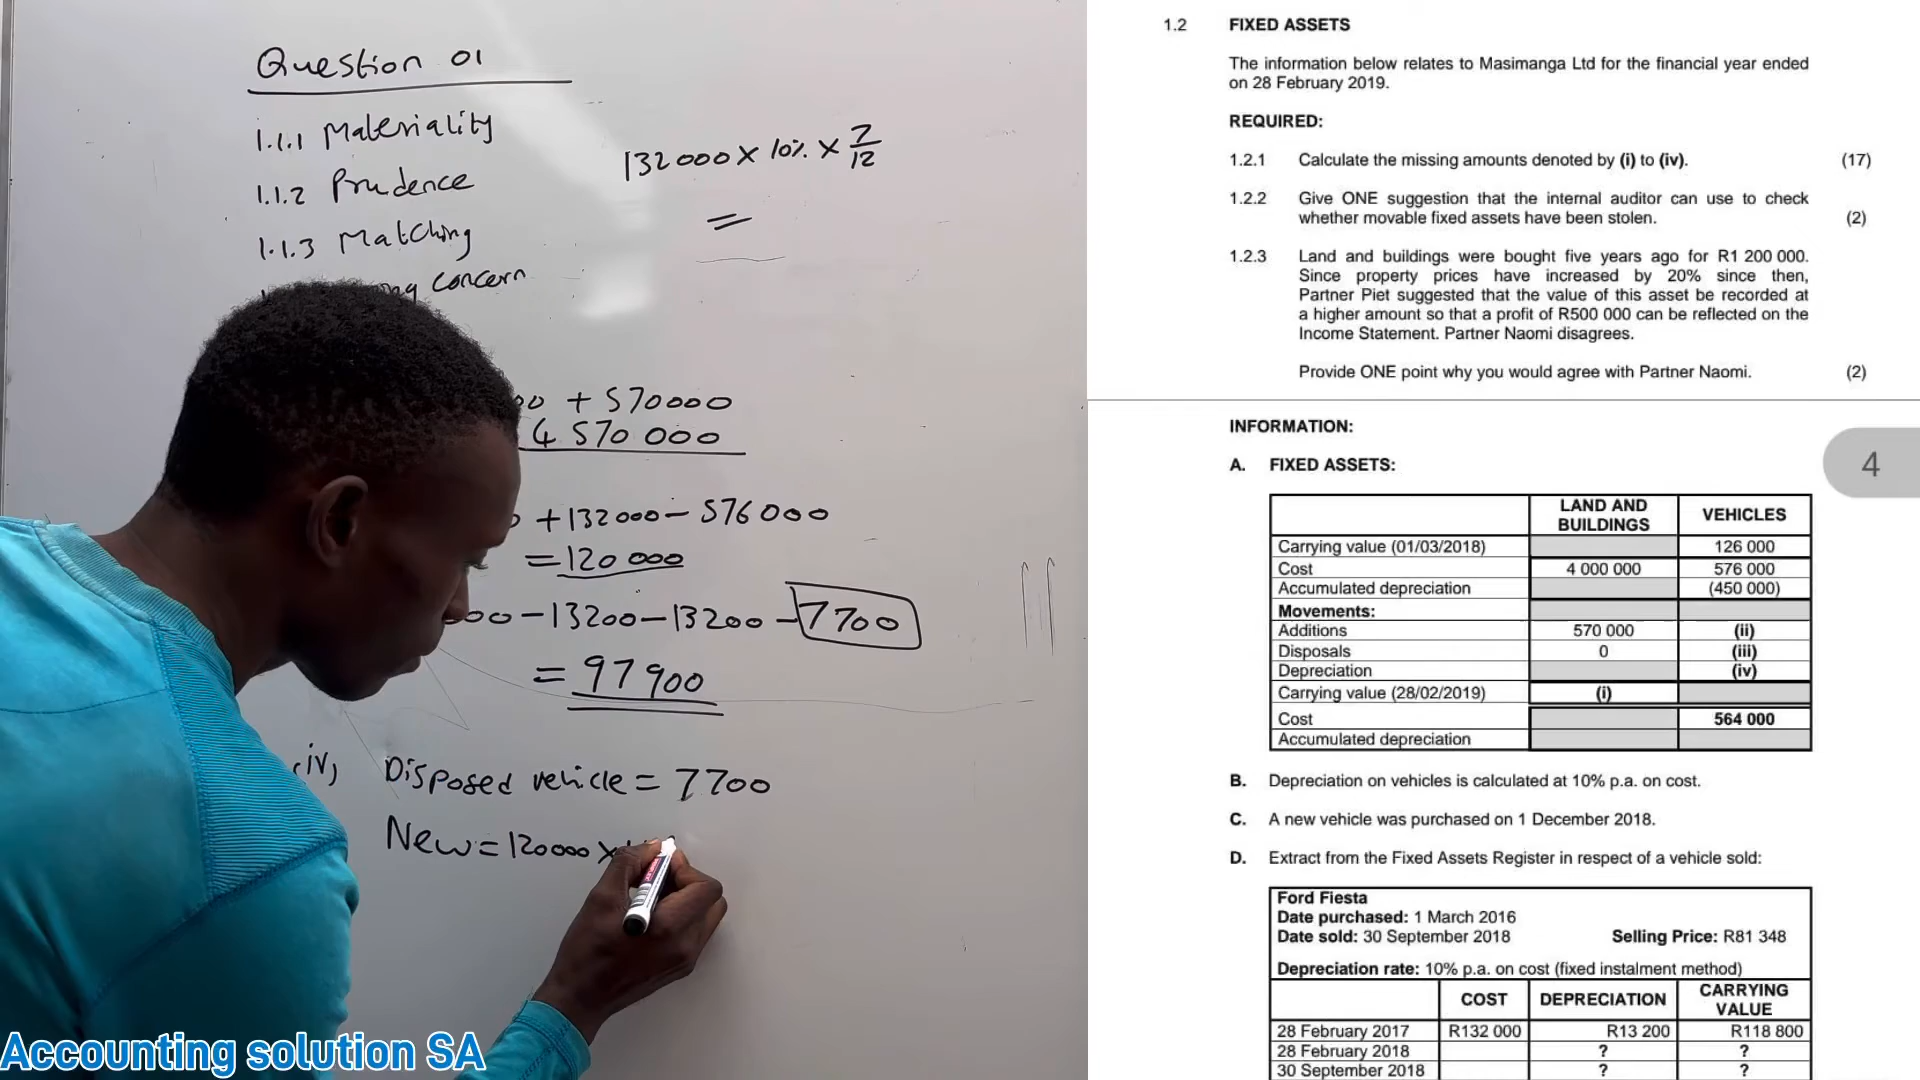 Question 01
1.1.1 Materiality
1.1.2 Prudence
1.1.3 Matching
concern
132000 × 10% × 7/12
=
+ 570000
4 570 000
+132000 – 576000
= 120 000
– 13200 – 13200 – 7700
= 97 900
(iv) Disposed vehicle = 7700
New = 120000 ×
Accounting solution SA
1.2 FIXED ASSETS
The information below relates to Masimanga Ltd for the financial year ended
on 28 February 2019.
REQUIRED:
1.2.1 Calculate the missing amounts denoted by (i) to (iv). (17)
1.2.2 Give ONE suggestion that the internal auditor can use to check
whether movable fixed assets have been stolen. (2)
1.2.3 Land and buildings were bought five years ago for R1 200 000.
Since property prices have increased by 20% since then,
Partner Piet suggested that the value of this asset be recorded at
a higher amount so that a profit of R500 000 can be reflected on the
Income Statement. Partner Naomi disagrees.
Provide ONE point why you would agree with Partner Naomi. (2)
INFORMATION:
4
A. FIXED ASSETS:
LAND AND BUILDINGS VEHICLES
Carrying value (01/03/2018) 126 000
Cost 4 000 000 576 000
Accumulated depreciation (450 000)
Movements:
Additions 570 000 (ii)
Disposals 0 (iii)
Depreciation (iv)
Carrying value (28/02/2019) (i)
Cost 564 000
Accumulated depreciation
B. Depreciation on vehicles is calculated at 10% p.a. on cost.
C. A new vehicle was purchased on 1 December 2018.
D. Extract from the Fixed Assets Register in respect of a vehicle sold:
Ford Fiesta
Date purchased: 1 March 2016
Date sold: 30 September 2018 Selling Price: R81 348
Depreciation rate: 10% p.a. on cost (fixed instalment method)
COST DEPRECIATION CARRYING VALUE
28 February 2017 R132 000 R13 200 R118 800
28 February 2018 ? ?
30 September 2018 ? ?